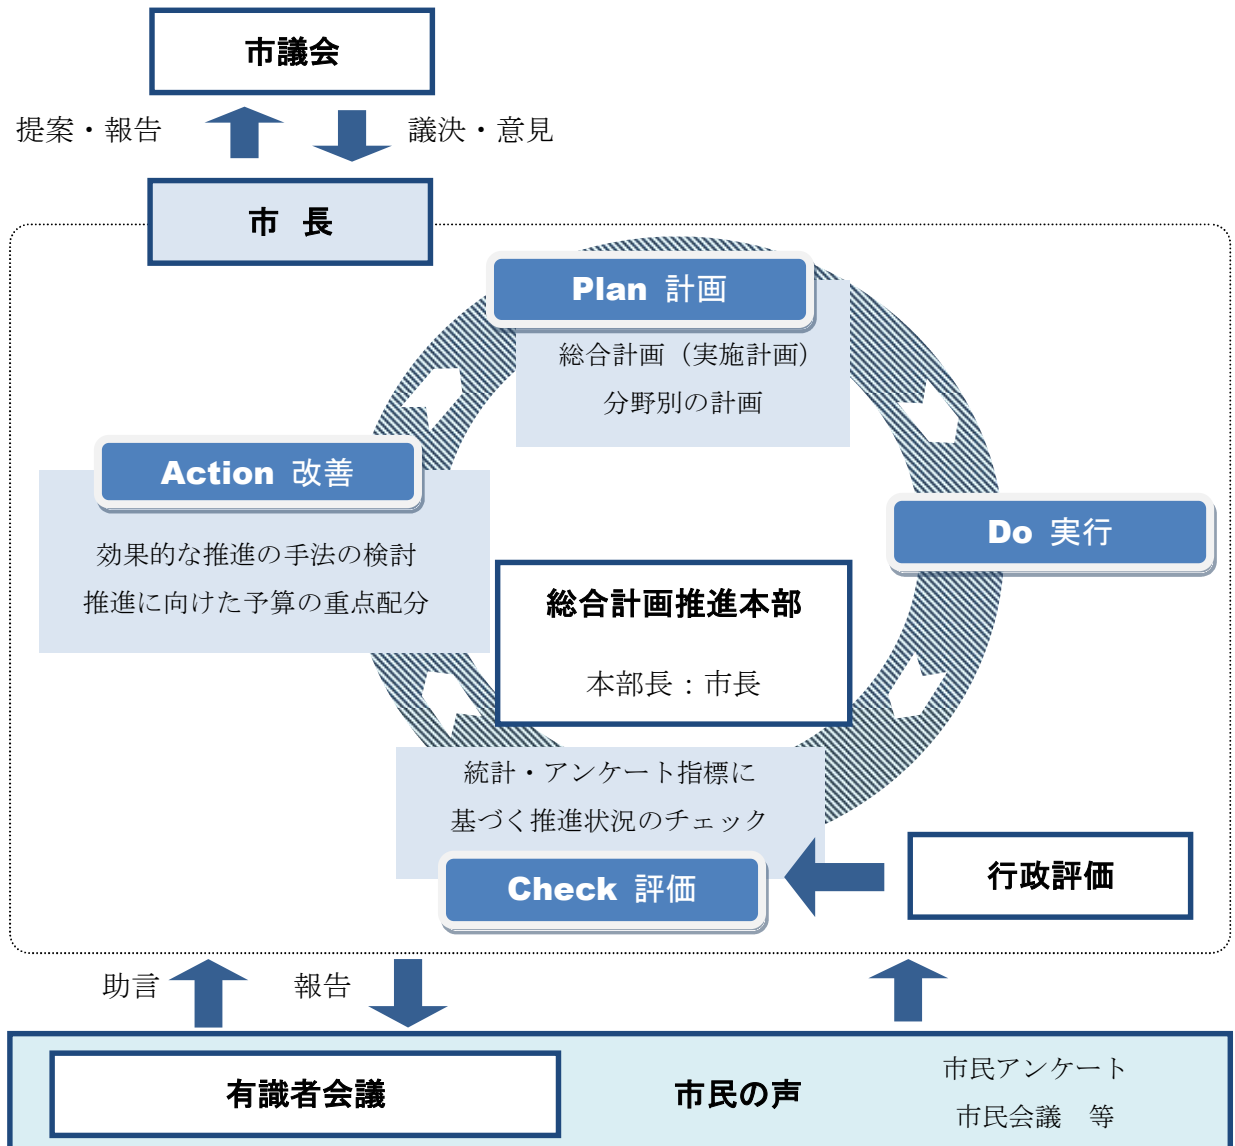 市議会
提案・報告
議決・意見
市 長
Plan 計画
総合計画（実施計画）
分野別の計画
Action 改善
効果的な推進の手法の検討
推進に向けた予算の重点配分
Do 実行
総合計画推進本部
本部長：市長
統計・アンケート指標に
基づく推進状況のチェック
Check 評価
行政評価
助言
報告
有識者会議
市民の声
市民アンケート
市民会議　等